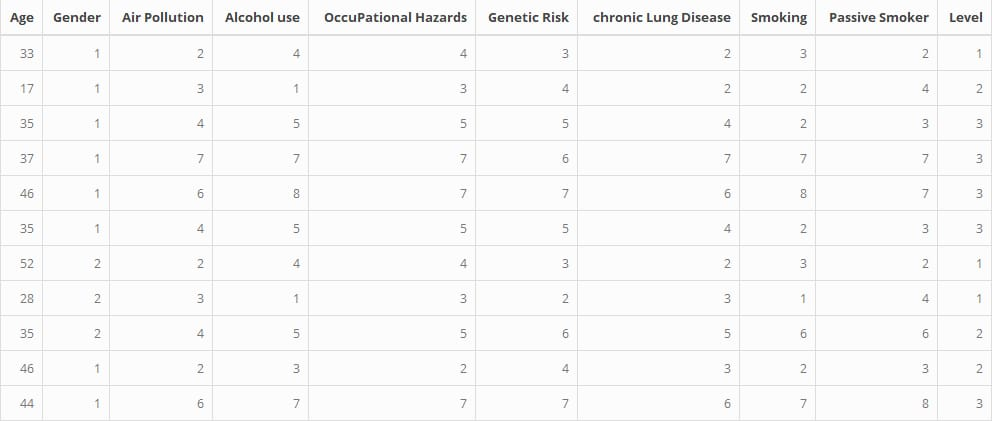 Age Gender Air Pollution Alcohol use OccuPational Hazards Genetic Risk chronic Lung Disease Smoking Passive Smoker Level
33 1 2 4 4 3 2 3 2 1
17 1 3 1 3 4 2 2 4 2
35 1 4 5 5 5 4 2 3 3
37 1 7 7 7 6 7 7 7 3
46 1 6 8 7 7 6 8 7 3
35 1 4 5 5 5 4 2 3 3
52 2 2 4 4 3 2 3 2 1
28 2 3 1 3 2 3 1 4 1
35 2 4 5 5 6 5 6 6 2
46 1 2 3 2 4 3 2 3 2
44 1 6 7 7 7 6 7 8 3